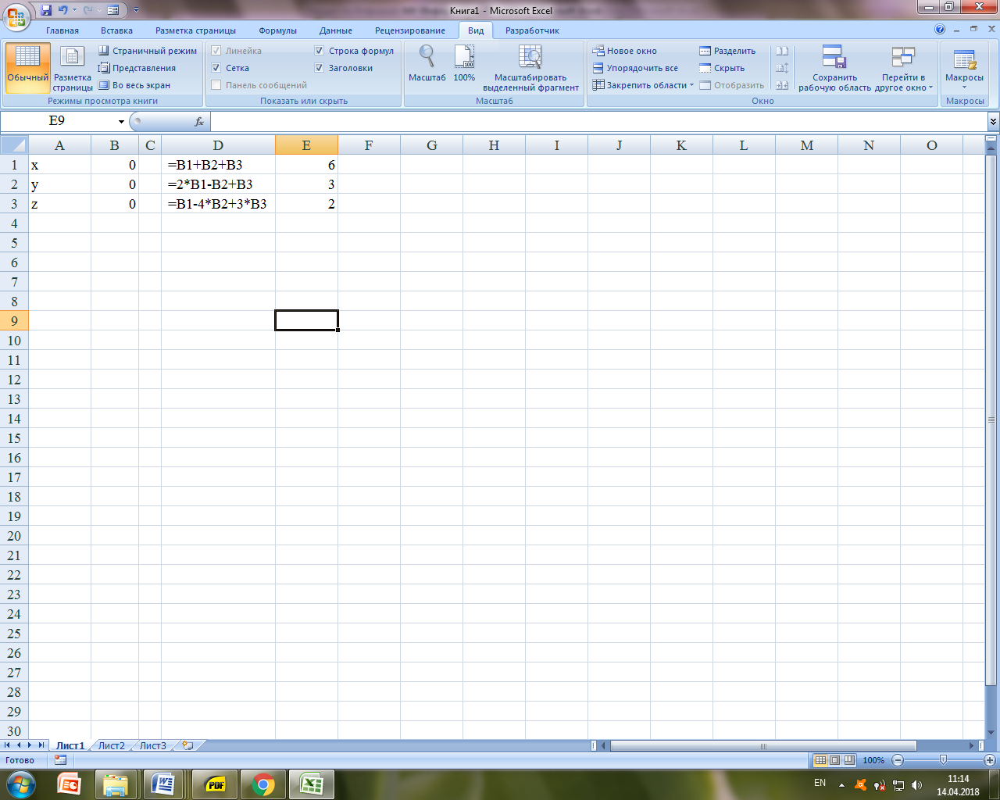 Книга1 - Microsoft Excel
Главная Вставка Разметка страницы Формулы Данные Рецензирование Вид Разработчик
Обычный Разметка страницы Страничный режим Представления Во весь экран
Режимы просмотра книги
Линейка Сетка Панель сообщений Строка формул Заголовки
Показать или скрыть
Масштаб 100% Масштабировать выделенный фрагмент
Масштаб
Новое окно Упорядочить все Закрепить области Разделить Скрыть Отобразить Сохранить рабочую область Перейти в другое окно
Окно
Макросы
Макросы
E9 fx
A B C D E F G H I J K L M N O
1 x 0 =B1+B2+B3 6
2 y 0 =2*B1-B2+B3 3
3 z 0 =B1-4*B2+3*B3 2
4
5
6
7
8
9
10
11
12
13
14
15
16
17
18
19
20
21
22
23
24
25
26
27
28
29
30
Лист1 Лист2 Лист3
Готово 100%
PDF EN 11:14
14.04.2018